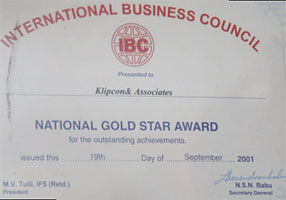 INTERNATIONAL BUSINESS COUNCIL
IBC
Presented to
Klipcon& Associates
NATIONAL GOLD STAR AWARD
for the outstanding achievements.
issued this 19th Day of September 2001
M.V. Tulli, IFS (Retd.)
President
N.S.N. Babu
Secretary General